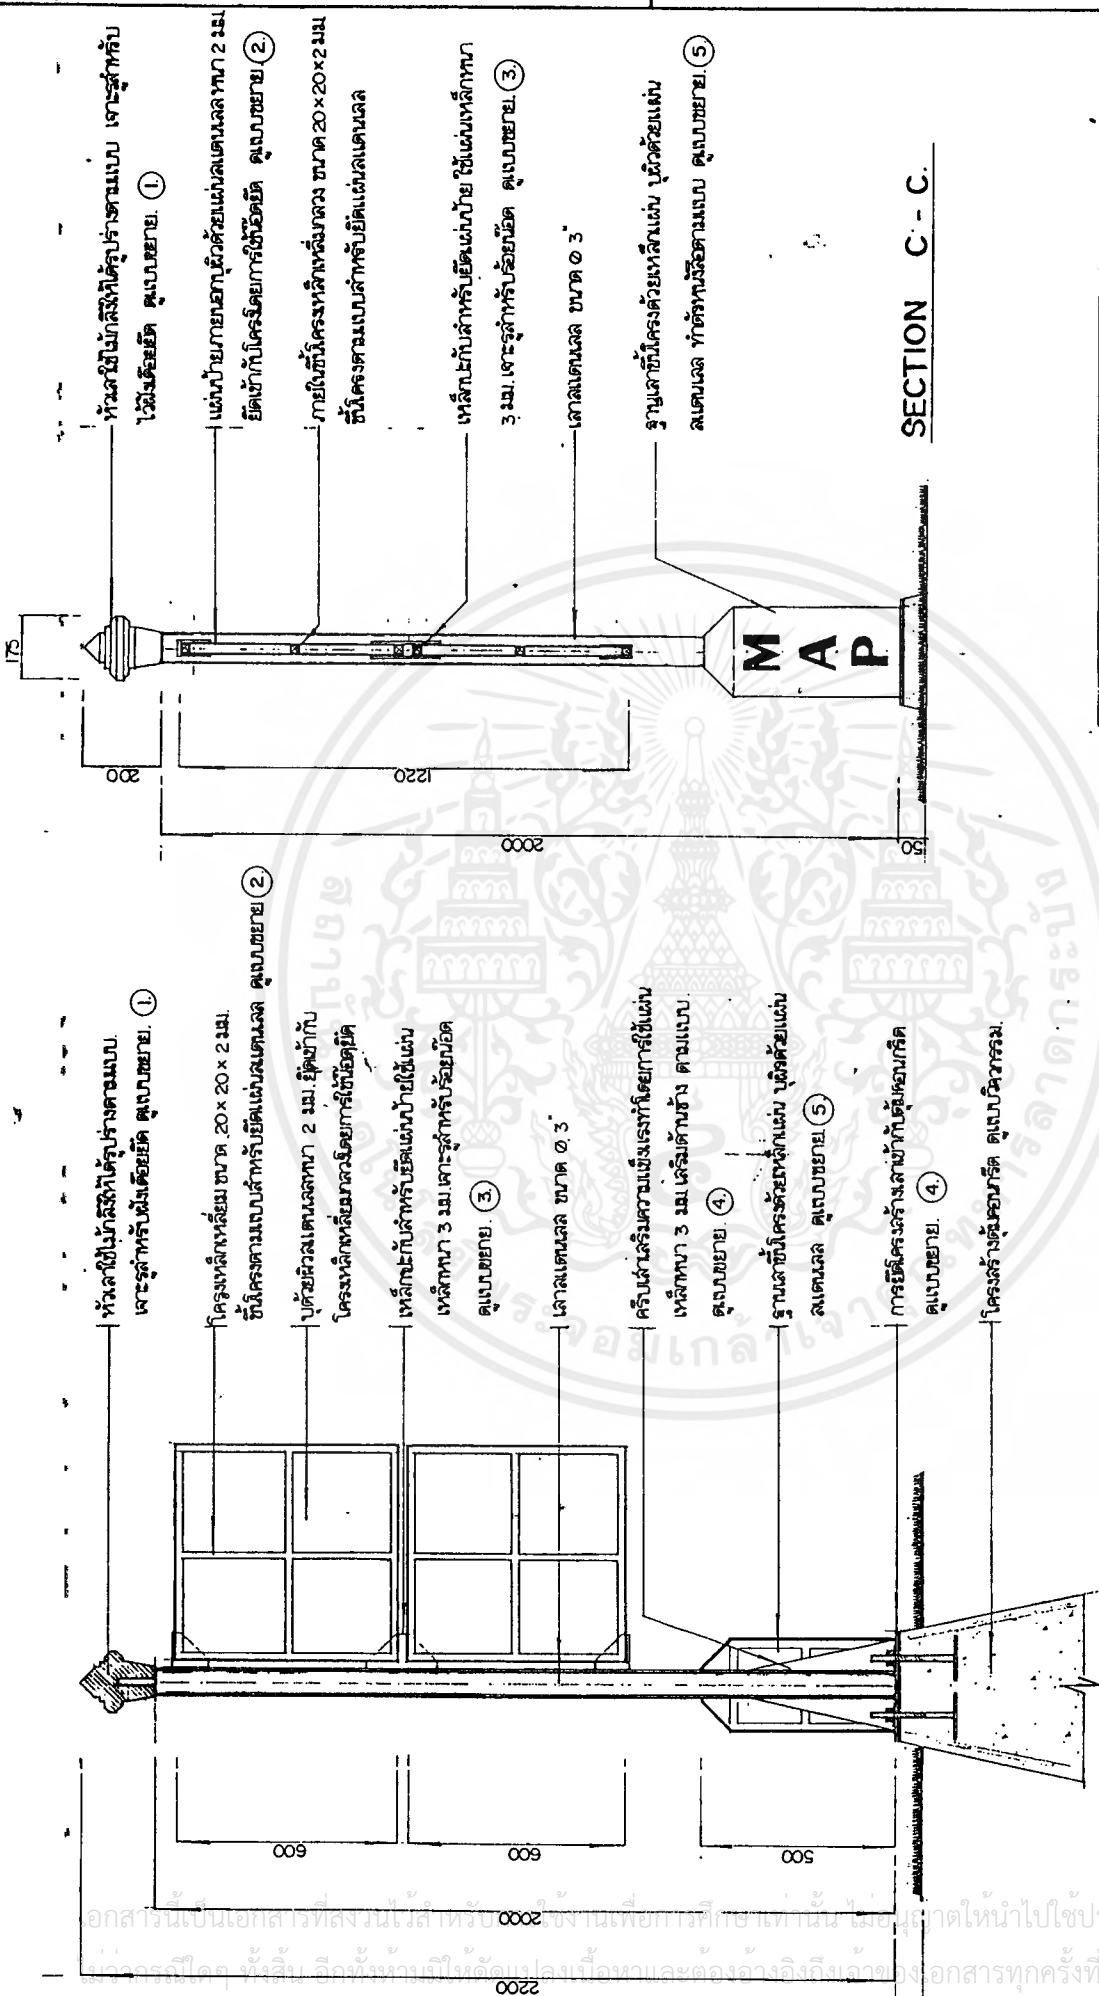 หัวเสาใช้ไม้กลึงให้ได้รูปร่างตามแบบ เจาะรูสำหรับ
ไว้ฝังเดือยยึด ดูแบบขยาย. 1.
แผ่นป้ายภายนอกบุผิวด้วยแผ่นสแตนเลสหนา 2 มม
ยึดเข้ากับโครงโดยการใช้น๊อตยึด ดูแบบขยาย 2.
ภายในขึ้นโครงเหล็กเหลี่ยมกลวง ขนาด 20×20×2 มม
ขึ้นโครงตามแบบสำหรับยึดแผ่นสแตนเลส
เหล็กปะกับสำหรับยึดแผ่นป้าย ใช้แผ่นเหล็กหนา
3 มม. เจาะรูสำหรับร้อยน๊อต ดูแบบขยาย. 3.
เสาสแตนเลส ขนาด ø 3"
ฐานเสาขึ้นโครงด้วยเหล็กแผ่น บุผิวด้วยแผ่น
สแตนเลส ทำตัวหนังสือตามแบบ ดูแบบขยาย. 5.
175
200
1220
2000
50
MAP
SECTION C - C.
หัวเสาใช้ไม้กลึงให้ได้รูปร่างตามแบบ.
เจาะรูสำหรับฝังเดือยยึด ดูแบบขยาย. 1.
โครงเหล็กเหลี่ยม ขนาด 20 × 20 × 2 มม.
ขึ้นโครงตามแบบสำหรับยึดแผ่นสแตนเลส ดูแบบขยาย 2.
บุด้วยผิวสแตนเลสหนา 2 มม. ยึดเข้ากับ
โครงเหล็กเหลี่ยมกลวงโดยการใช้น๊อตยึด
เหล็กปะกับสำหรับยึดแผ่นป้ายใช้แผ่น
เหล็กหนา 3 มม. เจาะรูสำหรับร้อยน๊อต
ดูแบบขยาย. 3.
เสาสแตนเลส ขนาด ø 3"
ครีบเสาเสริมความแข็งแรงทำโดยการใช้แผ่น
เหล็กหนา 3 มม เสริมด้านข้าง ตามแบบ.
ดูแบบขยาย. 4.
ฐานเสาขึ้นโครงด้วยเหล็กแผ่น บุผิวด้วยแผ่น
สแตนเลส ดูแบบขยาย 5.
การยึดโครงสร้างเสาเข้ากับตุ้มคอนกรีต
ดูแบบขยาย. 4.
โครงสร้างตุ้มคอนกรีต ดูแบบวิศวกรรม.
600
600
500
2000
2200
พระจอมเกล้าเจ้าคุณทหารลาดกระบัง
เอกสารนี้เป็นเอกสารที่สงวนไว้สำหรับการใช้งานเพื่อการศึกษาเท่านั้น ไม่อนุญาตให้นำไปใช้ประ
ไม่ว่ากรณีใดๆ ทั้งสิ้น อีกทั้งห้ามมิให้ดัดแปลงเนื้อหาและต้องอ้างอิงถึงเจ้าของเอกสารทุกครั้งที่